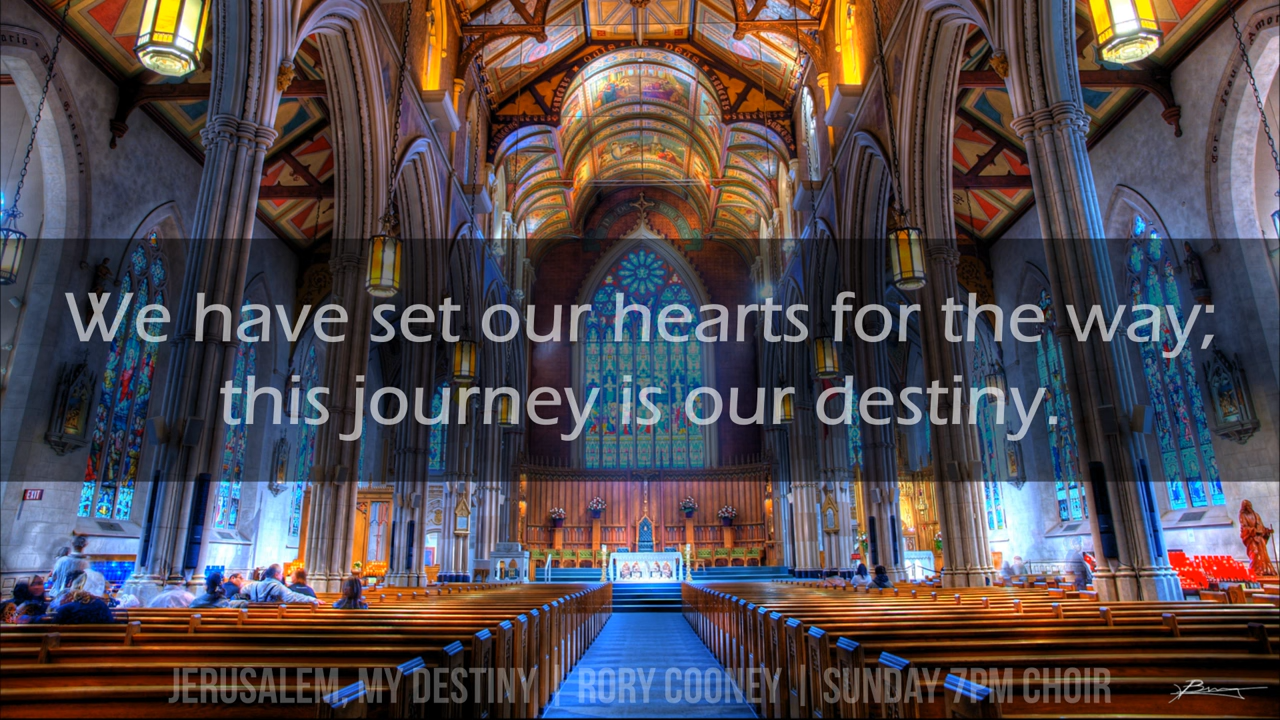 We have set our hearts for the way;
this journey is our destiny.
EXIT
JERUSALEM, MY DESTINY | RORY COONEY | SUNDAY 7PM CHOIR